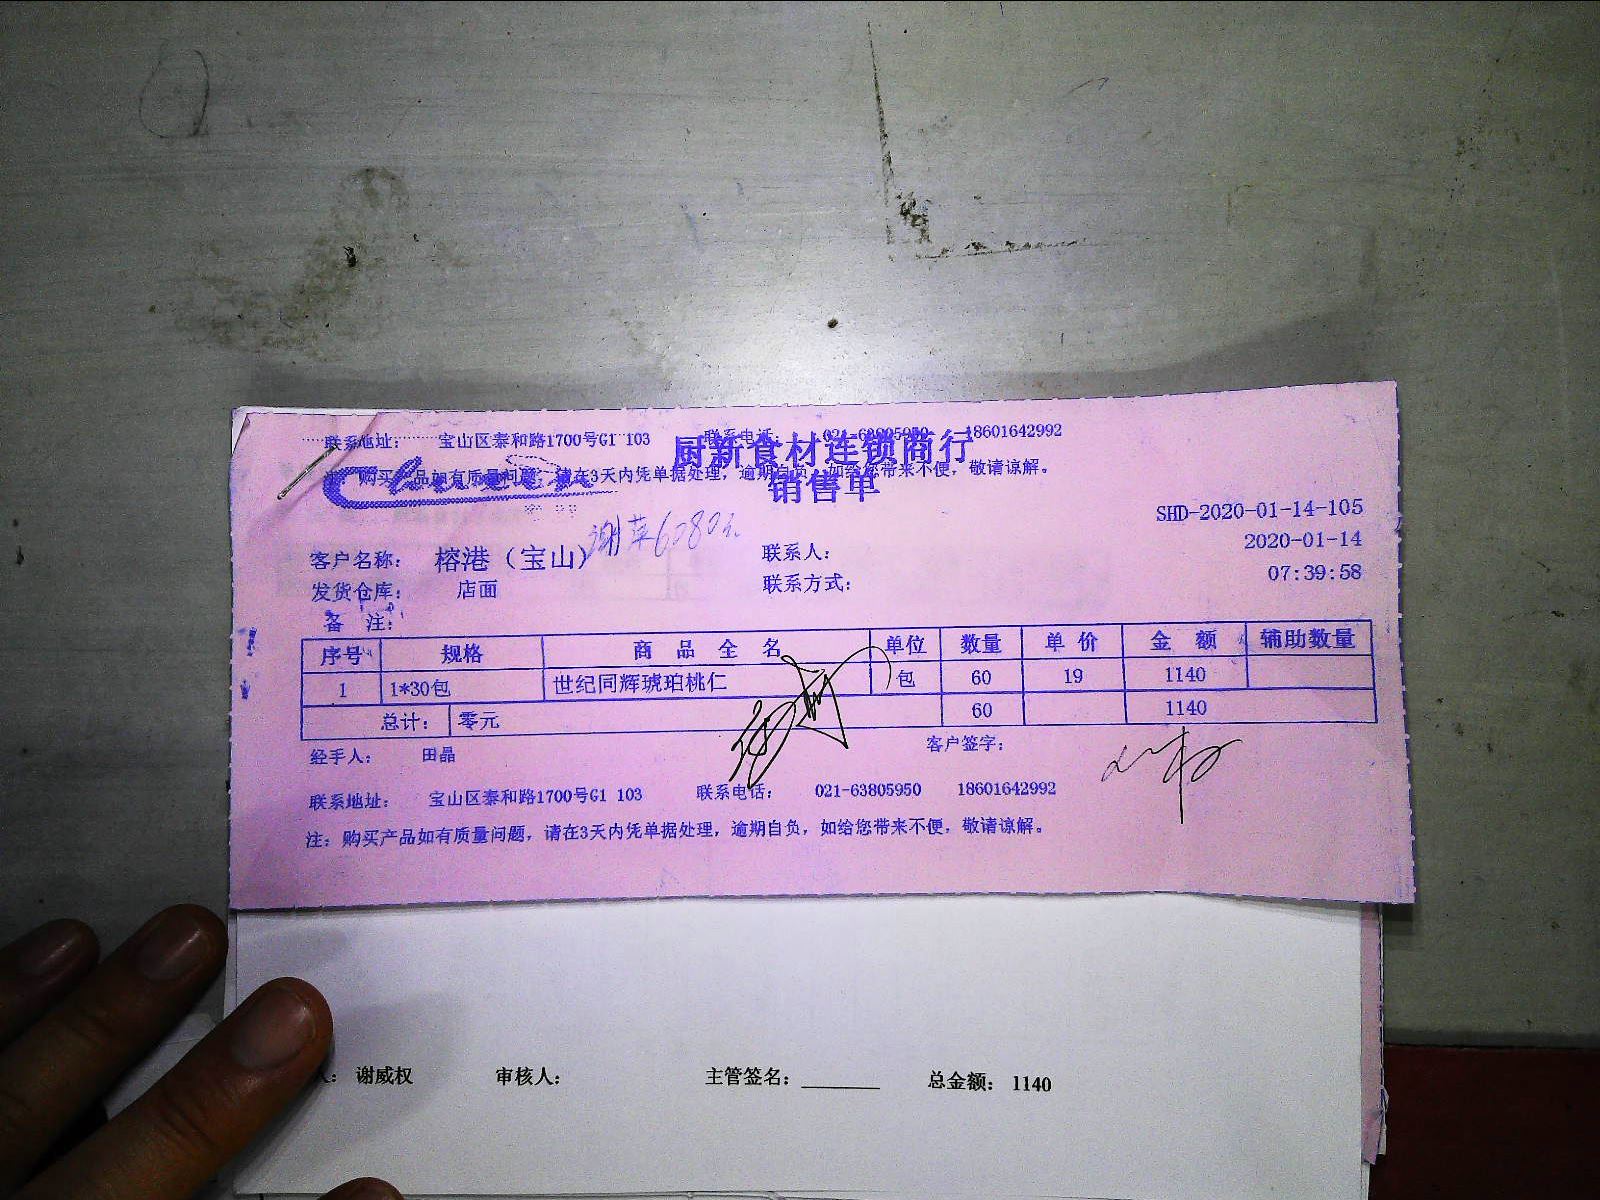 联系地址： 宝山区泰和路1700号G1 103 联系电话： 021-63805950 18601642992
厨新食材连锁商行
注：购买产品如有质量问题，请在3天内凭单据处理，逾期自负，如给您带来不便，敬请谅解。
销售单
SHD-2020-01-14-105
2020-01-14
07:39:58
客户名称： 榕港（宝山） 联系人：
发货仓库： 店面 联系方式：
备 注：
序号 规格 商 品 全 名 单位 数量 单 价 金 额 辅助数量
1 1*30包 世纪同辉琥珀桃仁 包 60 19 1140
总计： 零元 60 1140
经手人： 田晶 客户签字：
联系地址： 宝山区泰和路1700号G1 103 联系电话： 021-63805950 18601642992
注：购买产品如有质量问题，请在3天内凭单据处理，逾期自负，如给您带来不便，敬请谅解。
人： 谢威权 审核人： 主管签名： 总金额： 1140